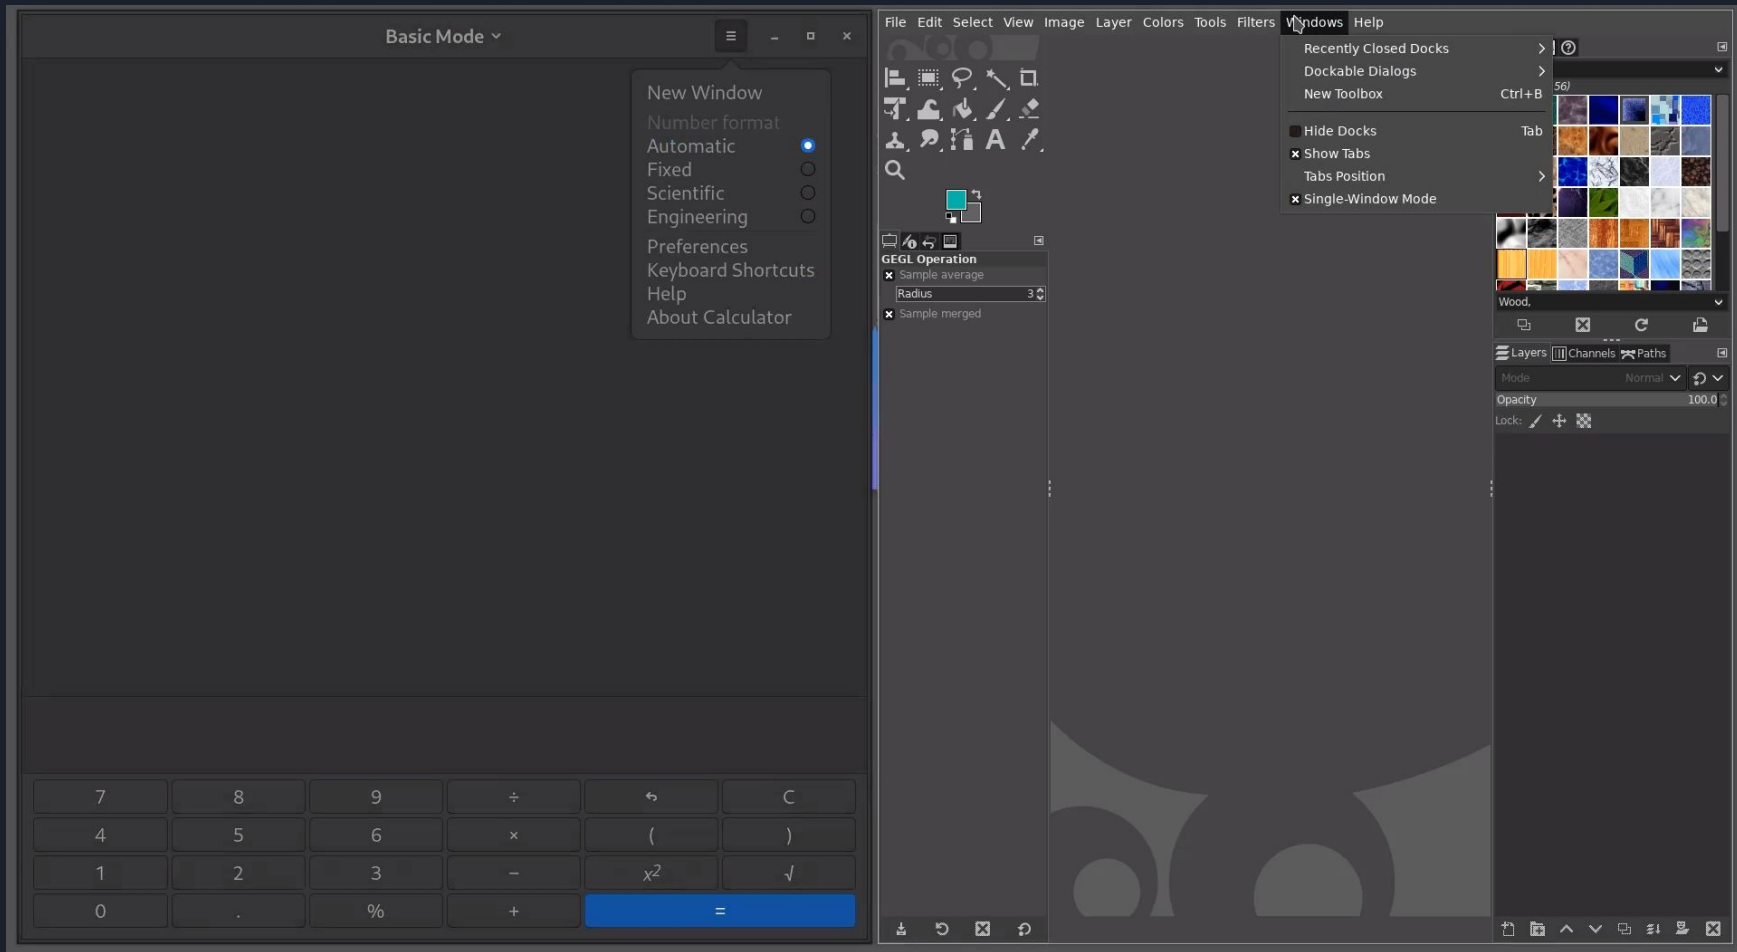 Basic Mode
New Window
Number format
Automatic
Fixed
Scientific
Engineering
Preferences
Keyboard Shortcuts
Help
About Calculator
7 8 9 ÷ C
4 5 6 × ( )
1 2 3 − x² √
0 . % + =
File Edit Select View Image Layer Colors Tools Filters Windows Help
Recently Closed Docks
Dockable Dialogs
New Toolbox Ctrl+B
Hide Docks Tab
Show Tabs
Tabs Position
Single-Window Mode
GEGL Operation
Sample average
Radius 3
Sample merged
56)
Wood,
Layers Channels Paths
Mode Normal
Opacity 100.0
Lock: